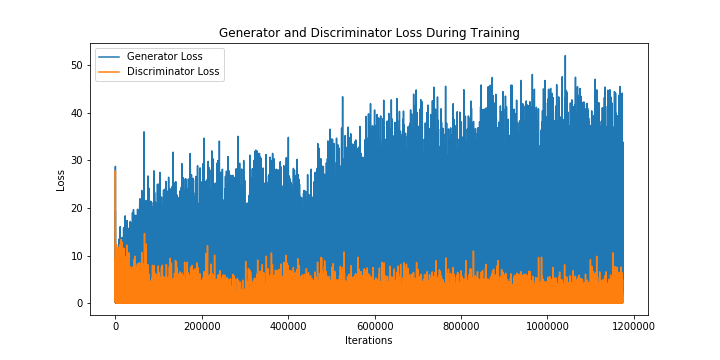 Generator and Discriminator Loss During Training
Generator Loss
Discriminator Loss
50
40
30
20
10
0
Loss
0 200000 400000 600000 800000 1000000 1200000
Iterations